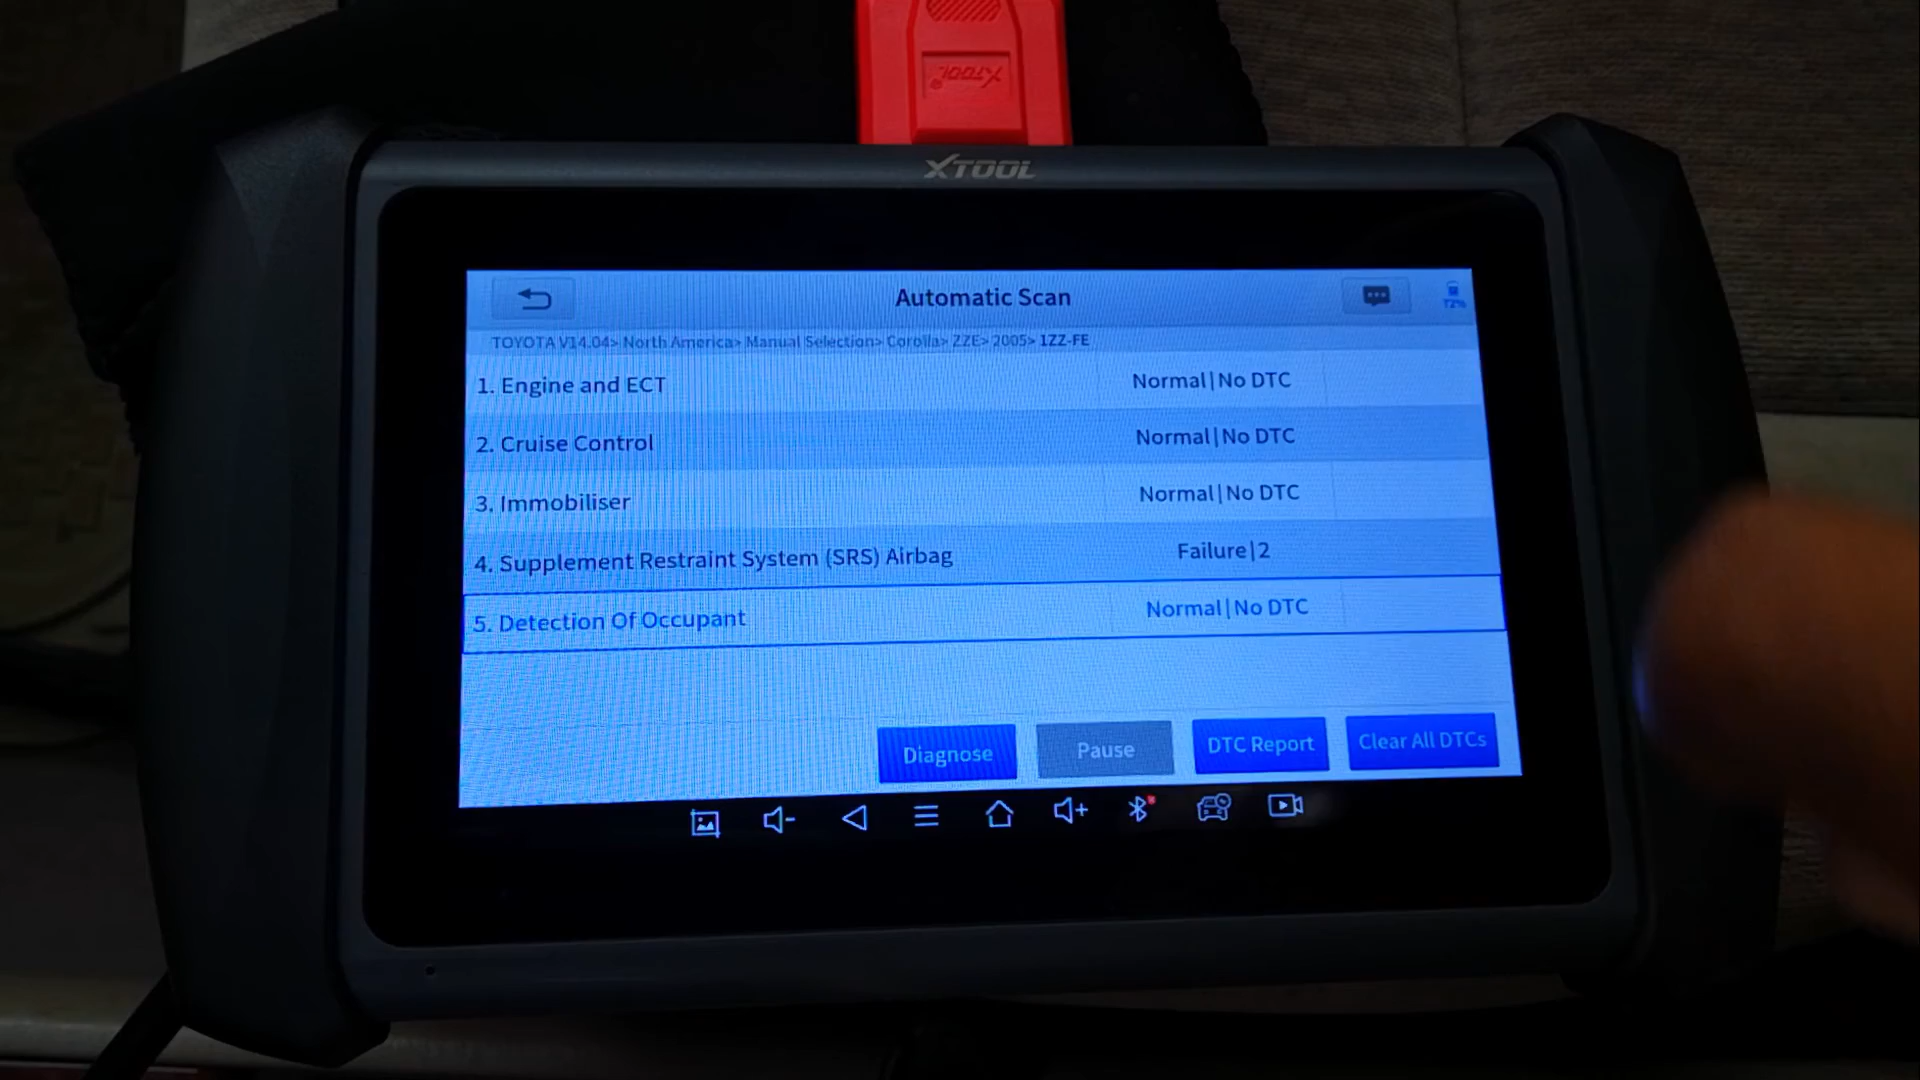 XTOOL®
XTOOL
Automatic Scan
72%
TOYOTA V14.04> North America> Manual Selection> Corolla> ZZE> 2005> 1ZZ-FE
1. Engine and ECT Normal|No DTC
2. Cruise Control Normal|No DTC
3. Immobiliser Normal|No DTC
4. Supplement Restraint System (SRS) Airbag Failure|2
5. Detection Of Occupant Normal|No DTC
Diagnose Pause DTC Report Clear All DTCs